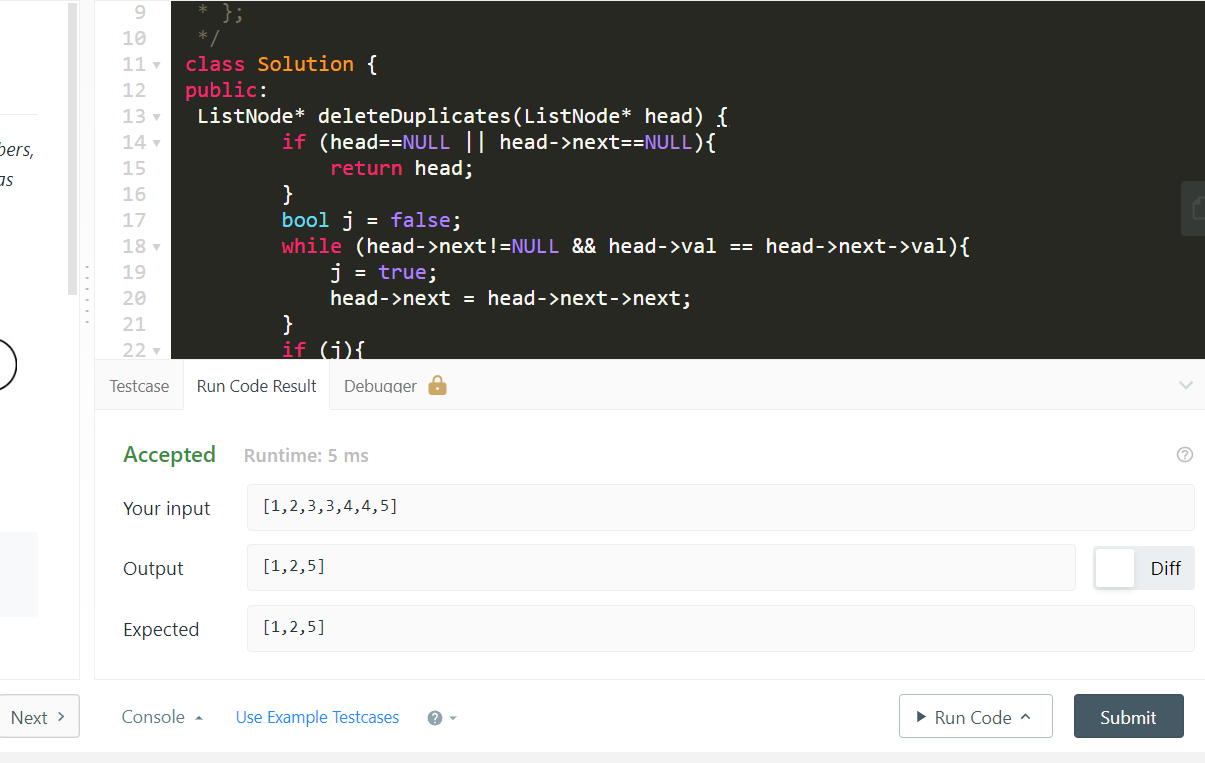 bers,
as
Next >
9 * };
10 */
11 class Solution {
12 public:
13 ListNode* deleteDuplicates(ListNode* head) {
14 if (head==NULL || head->next==NULL){
15 return head;
16 }
17 bool j = false;
18 while (head->next!=NULL && head->val == head->next->val){
19 j = true;
20 head->next = head->next->next;
21 }
22 if (j){
Testcase Run Code Result Debugger
Accepted Runtime: 5 ms
Your input [1,2,3,3,4,4,5]
Output [1,2,5] Diff
Expected [1,2,5]
Console Use Example Testcases Run Code Submit